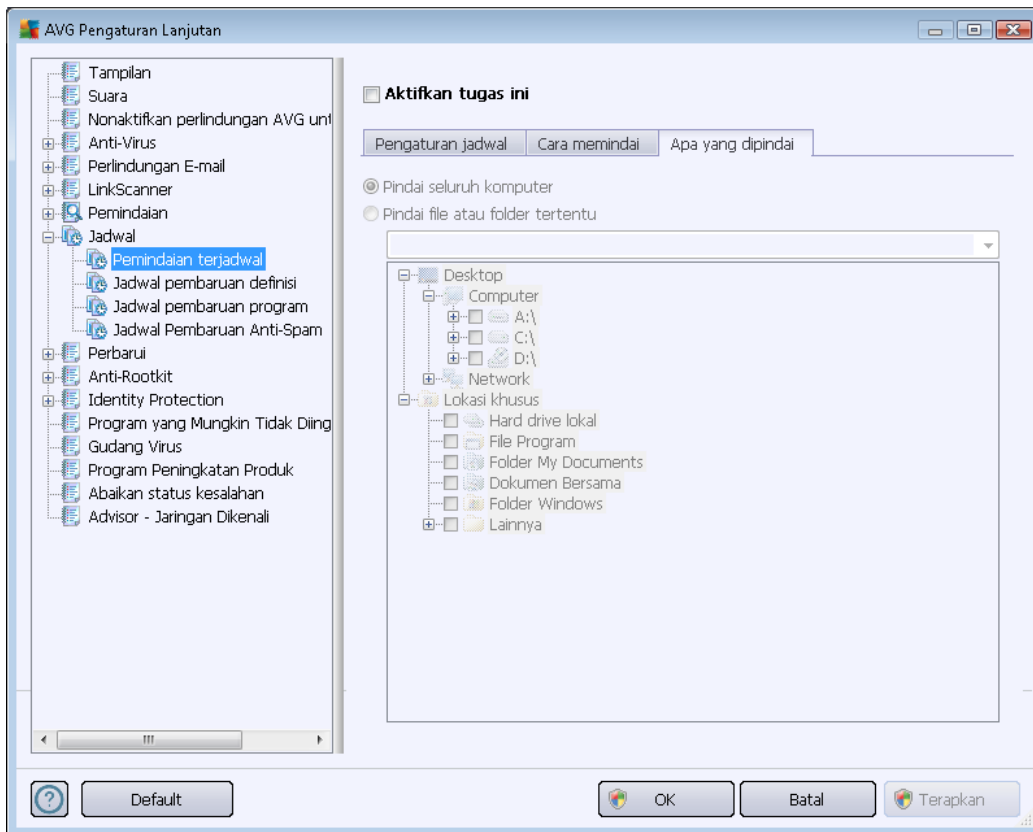 AVG Pengaturan Lanjutan
Tampilan
Suara
Nonaktifkan perlindungan AVG unt
Anti-Virus
Perlindungan E-mail
LinkScanner
Pemindaian
Jadwal
Pemindaian terjadwal
Jadwal pembaruan definisi
Jadwal pembaruan program
Jadwal Pembaruan Anti-Spam
Perbarui
Anti-Rootkit
Identity Protection
Program yang Mungkin Tidak Diing
Gudang Virus
Program Peningkatan Produk
Abaikan status kesalahan
Advisor - Jaringan Dikenali
Aktifkan tugas ini
Pengaturan jadwal Cara memindai Apa yang dipindai
Pindai seluruh komputer
Pindai file atau folder tertentu
Desktop
Computer
A:\
C:\
D:\
Network
Lokasi khusus
Hard drive lokal
File Program
Folder My Documents
Dokumen Bersama
Folder Windows
Lainnya
? Default OK Batal Terapkan